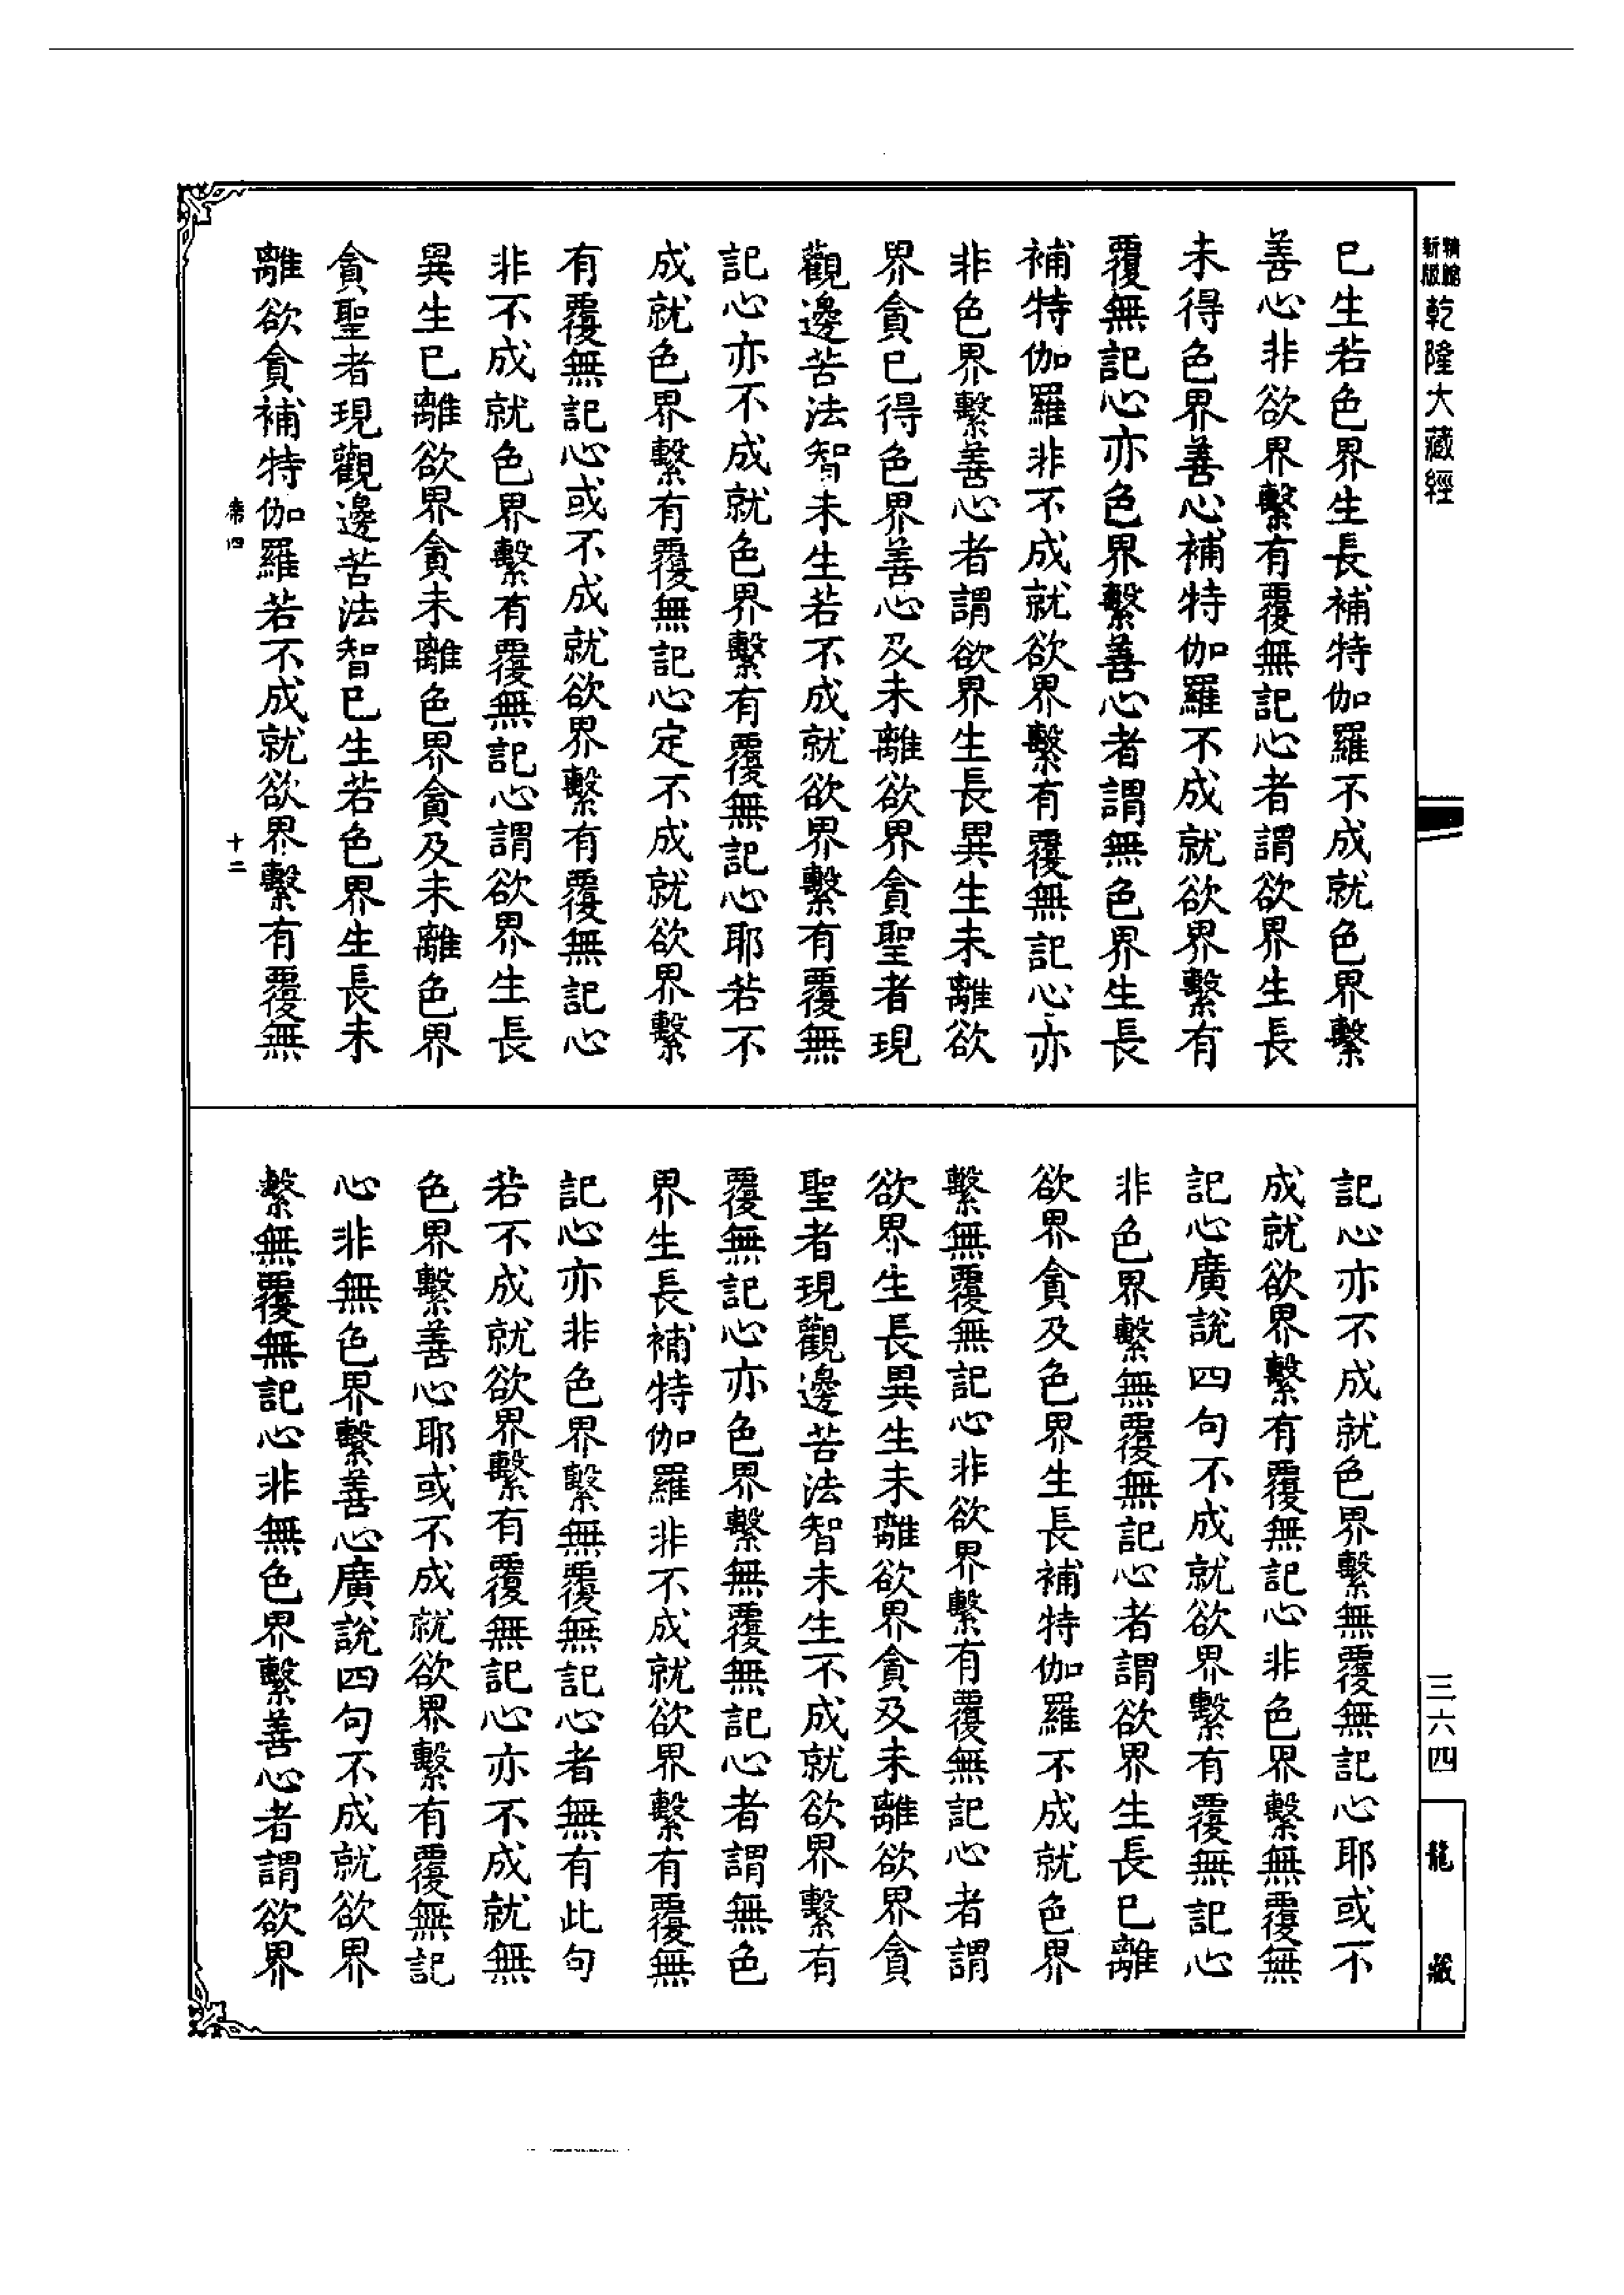 精縮
新版
乾隆大藏經
三六四
龍藏
已生若色界生長補特伽羅不成就色界繫
善心非欲界繫有覆無記心者謂欲界生長
未得色界善心補特伽羅不成就欲界繫有
覆無記心亦色界繫善心者謂無色界生長
補特伽羅非不成就欲界繫有覆無記心亦
非色界繫善心者謂欲界生長異生未離欲
界貪已得色界善心及未離欲界貪聖者現
觀邊苦法智未生若不成就欲界繫有覆無
記心亦不成就色界繫有覆無記心耶若不
成就色界繫有覆無記心定不成就欲界繫
有覆無記心或不成就欲界繫有覆無記心
非不成就色界繫有覆無記心謂欲界生長
異生已離欲界貪未離色界貪及未離色界
貪聖者現觀邊苦法智已生若色界生長未
離欲貪補特伽羅若不成就欲界繫有覆無
席四
十二
記心亦不成就色界繫無覆無記心耶或不
成就欲界繫有覆無記心非色界繫無覆無
記心廣說四句不成就欲界繫有覆無記心
非色界繫無覆無記心者謂欲界生長已離
欲界貪及色界生長補特伽羅不成就色界
繫無覆無記心非欲界繫有覆無記心者謂
欲界生長異生未離欲界貪及未離欲界貪
聖者現觀邊苦法智未生不成就欲界繫有
覆無記心亦色界繫無覆無記心者謂無色
界生長補特伽羅非不成就欲界繫有覆無
記心亦非色界繫無覆無記心者無有此句
若不成就欲界繫有覆無記心亦不成就無
色界繫善心耶或不成就欲界繫有覆無記
心非無色界繫善心廣說四句不成就欲界
繫無覆無記心非無色界繫善心者謂欲界